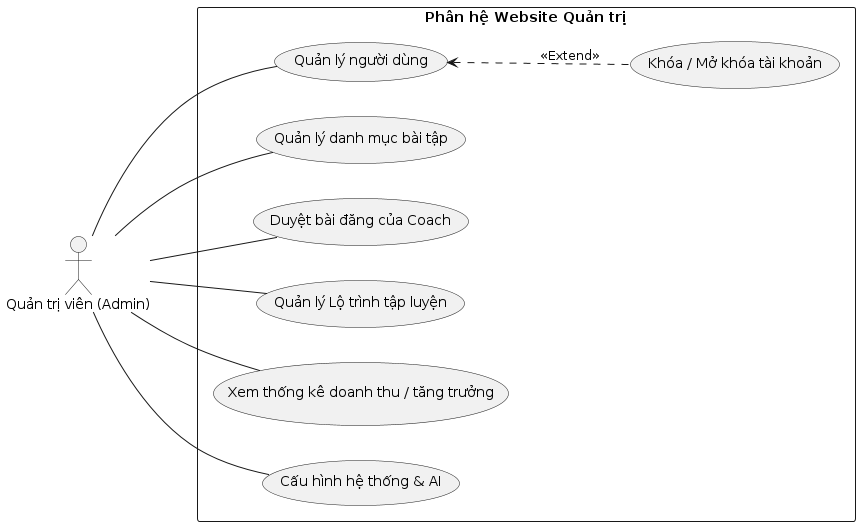 Phân hệ Website Quản trị
Quản lý người dùng
«Extend»
Khóa / Mở khóa tài khoản
Quản lý danh mục bài tập
Duyệt bài đăng của Coach
Quản trị viên (Admin)
Quản lý Lộ trình tập luyện
Xem thống kê doanh thu / tăng trưởng
Cấu hình hệ thống & AI